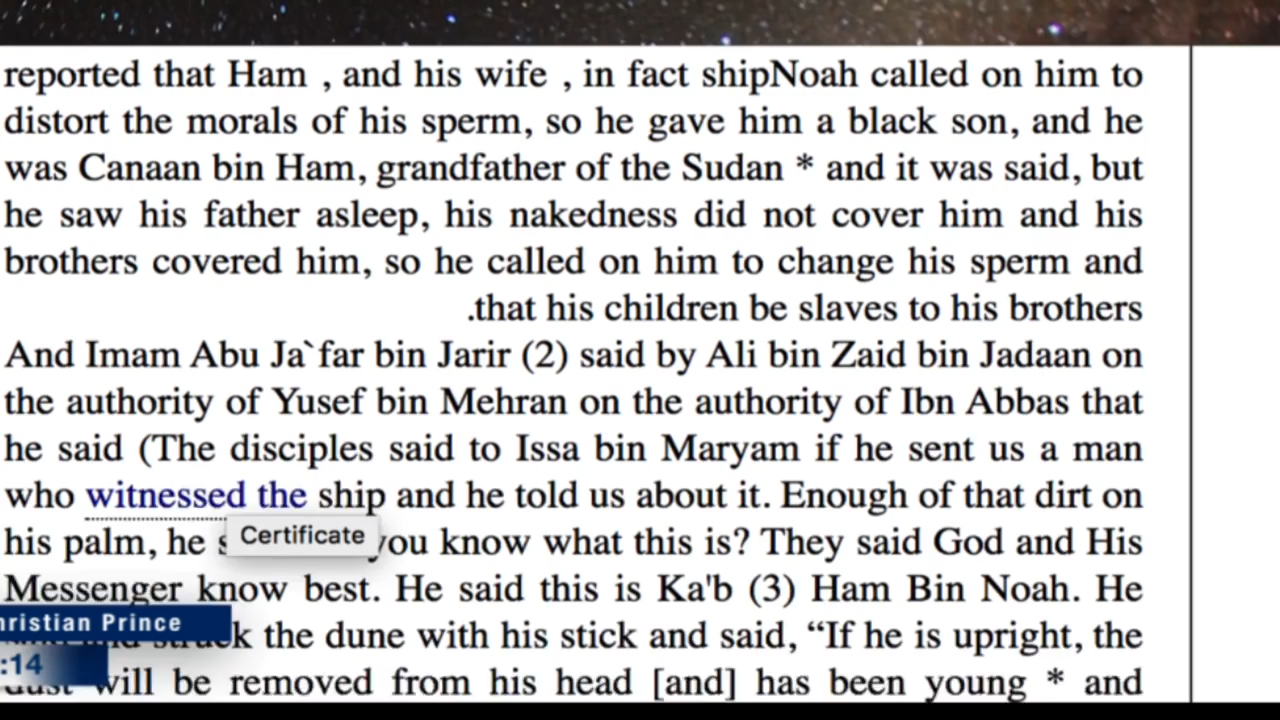 reported that Ham , and his wife , in fact shipNoah called on him to
distort the morals of his sperm, so he gave him a black son, and he
was Canaan bin Ham, grandfather of the Sudan * and it was said, but
he saw his father asleep, his nakedness did not cover him and his
brothers covered him, so he called on him to change his sperm and
.that his children be slaves to his brothers
And Imam Abu Ja`far bin Jarir (2) said by Ali bin Zaid bin Jadaan on
the authority of Yusef bin Mehran on the authority of Ibn Abbas that
he said (The disciples said to Issa bin Maryam if he sent us a man
who witnessed the ship and he told us about it. Enough of that dirt on
Certificate
his palm, he you know what this is? They said God and His
Messenger know best. He said this is Ka'b (3) Ham Bin Noah. He
hristian Prince
struck the dune with his stick and said, “If he is upright, the
:14
dust will be removed from his head [and] has been young * and